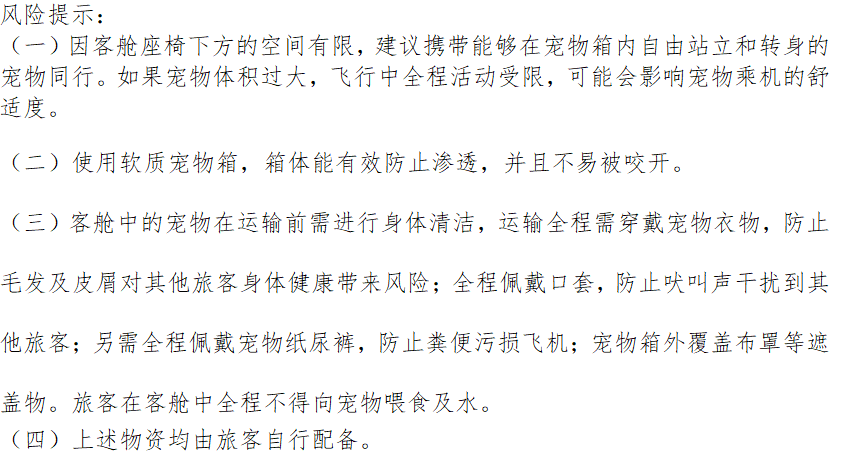 风险提示：
（一）因客舱座椅下方的空间有限，建议携带能够在宠物箱内自由站立和转身的
宠物同行。如果宠物体积过大，飞行中全程活动受限，可能会影响宠物乘机的舒
适度。
（二）使用软质宠物箱，箱体能有效防止渗透，并且不易被咬开。
（三）客舱中的宠物在运输前需进行身体清洁，运输全程需穿戴宠物衣物，防止
毛发及皮屑对其他旅客身体健康带来风险；全程佩戴口套，防止吠叫声干扰到其
他旅客；另需全程佩戴宠物纸尿裤，防止粪便污损飞机；宠物箱外覆盖布罩等遮
盖物。旅客在客舱中全程不得向宠物喂食及水。
（四）上述物资均由旅客自行配备。